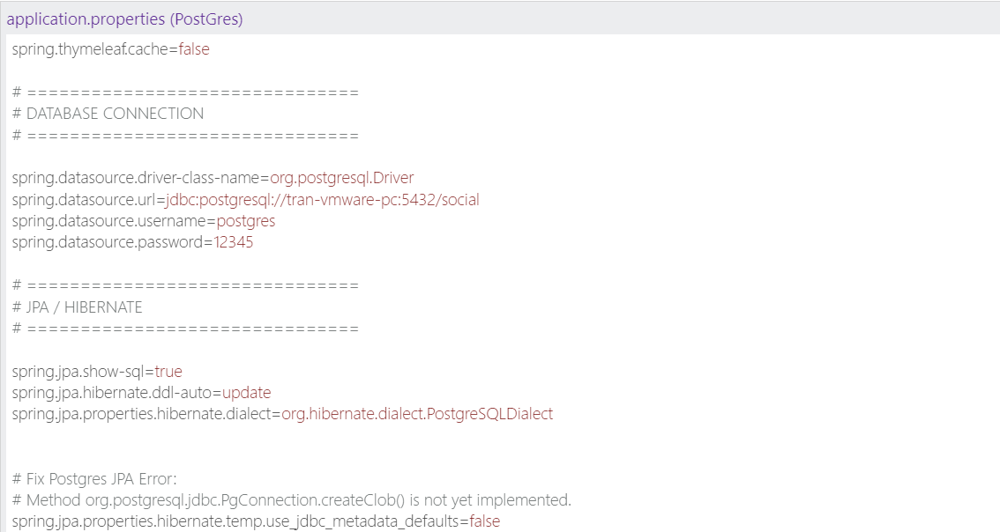 application.properties (PostGres)
spring.thymeleaf.cache=false
# ===============================
# DATABASE CONNECTION
# ===============================
spring.datasource.driver-class-name=org.postgresql.Driver
spring.datasource.url=jdbc:postgresql://tran-vmware-pc:5432/social
spring.datasource.username=postgres
spring.datasource.password=12345
# ===============================
# JPA / HIBERNATE
# ===============================
spring.jpa.show-sql=true
spring.jpa.hibernate.ddl-auto=update
spring.jpa.properties.hibernate.dialect=org.hibernate.dialect.PostgreSQLDialect
# Fix Postgres JPA Error:
# Method org.postgresql.jdbc.PgConnection.createClob() is not yet implemented.
spring.jpa.properties.hibernate.temp.use_jdbc_metadata_defaults=false